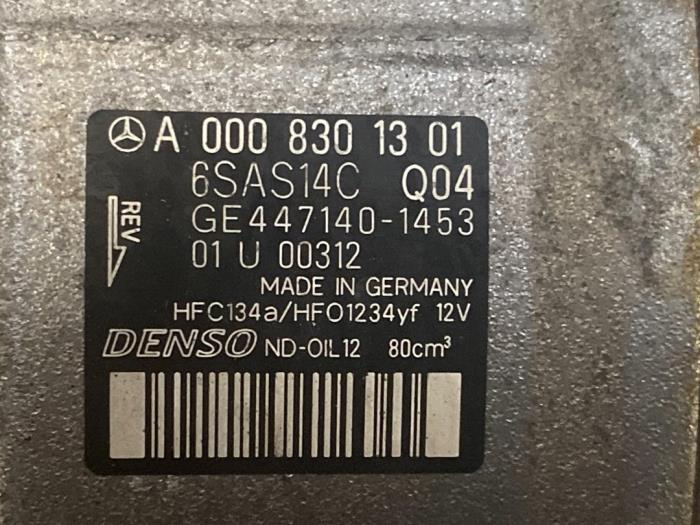 A 000 830 13 01
6SAS14C Q04
REV
GE447140-1453
01 U 00312
MADE IN GERMANY
HFC134a/HFO1234yf 12V
DENSO ND-OIL12 80cm³